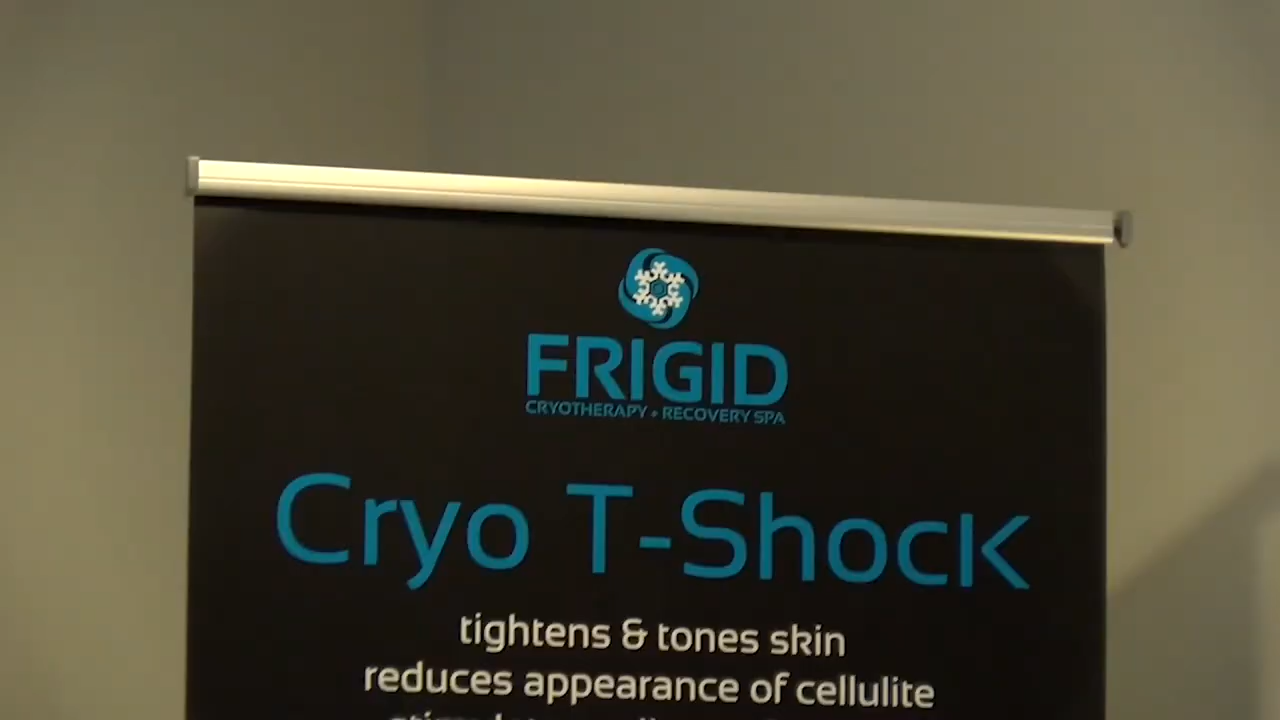 FRIGID
CRYOTHERAPY + RECOVERY SPA
Cryo T-Shock
tightens & tones skin
reduces appearance of cellulite